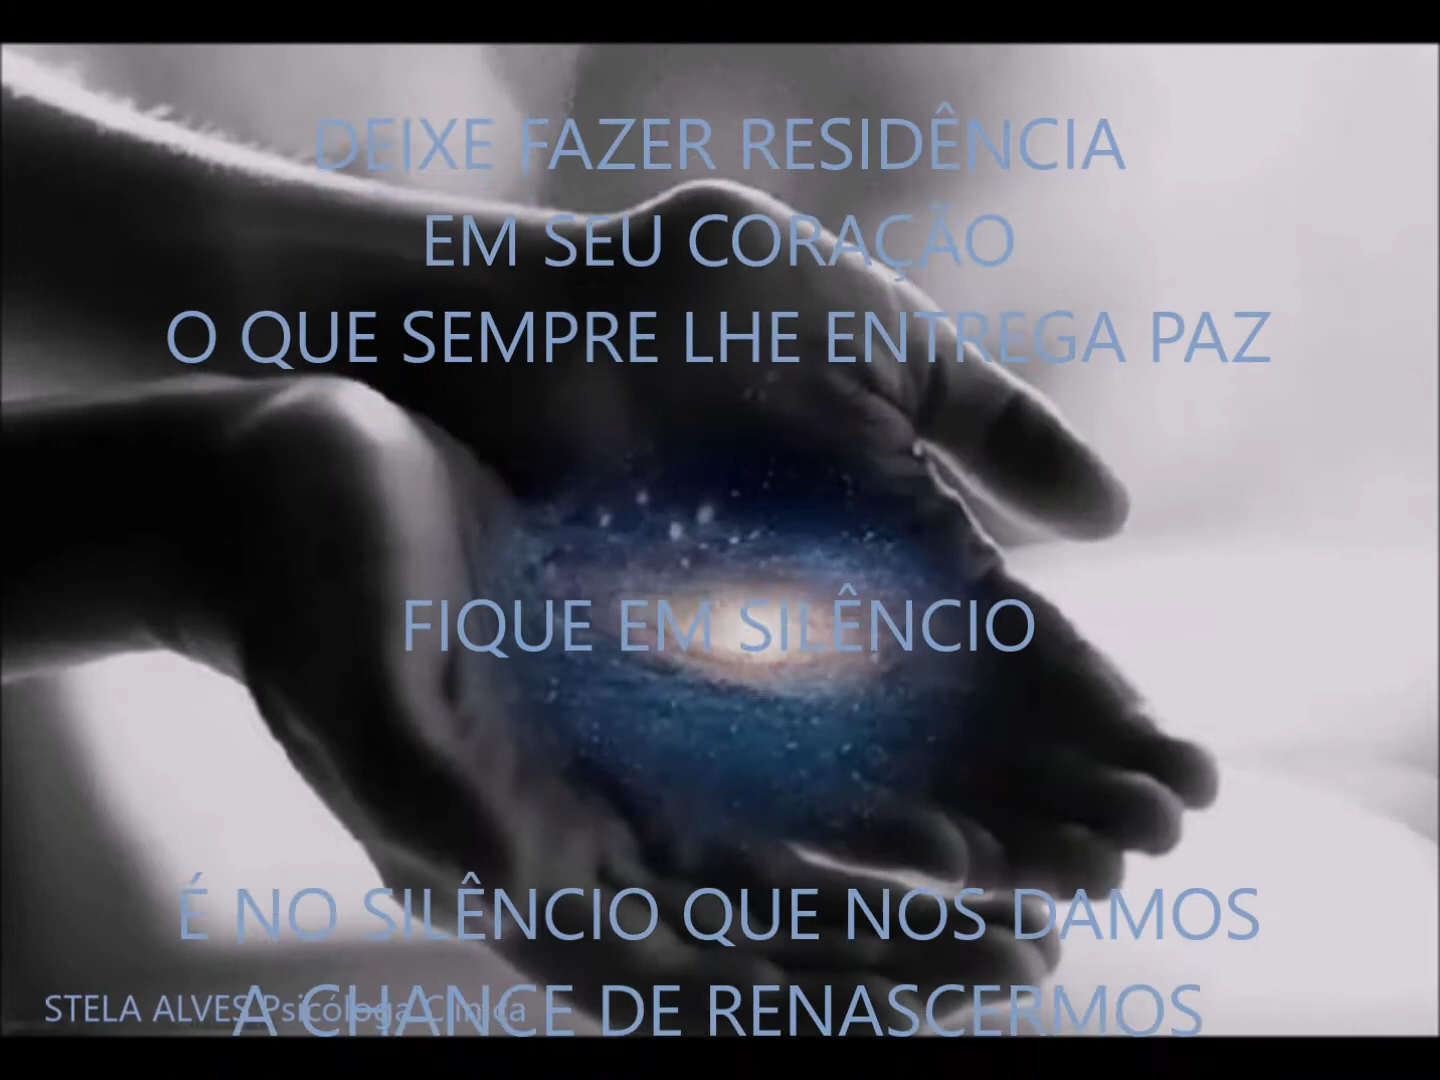 DEIXE FAZER RESIDÊNCIA
EM SEU CORAÇÃO
O QUE SEMPRE LHE ENTREGA PAZ
FIQUE EM SILÊNCIO
É NO SILÊNCIO QUE NOS DAMOS
A CHANCE DE RENASCERMOS
STELA ALVES Psicóloga Clínica